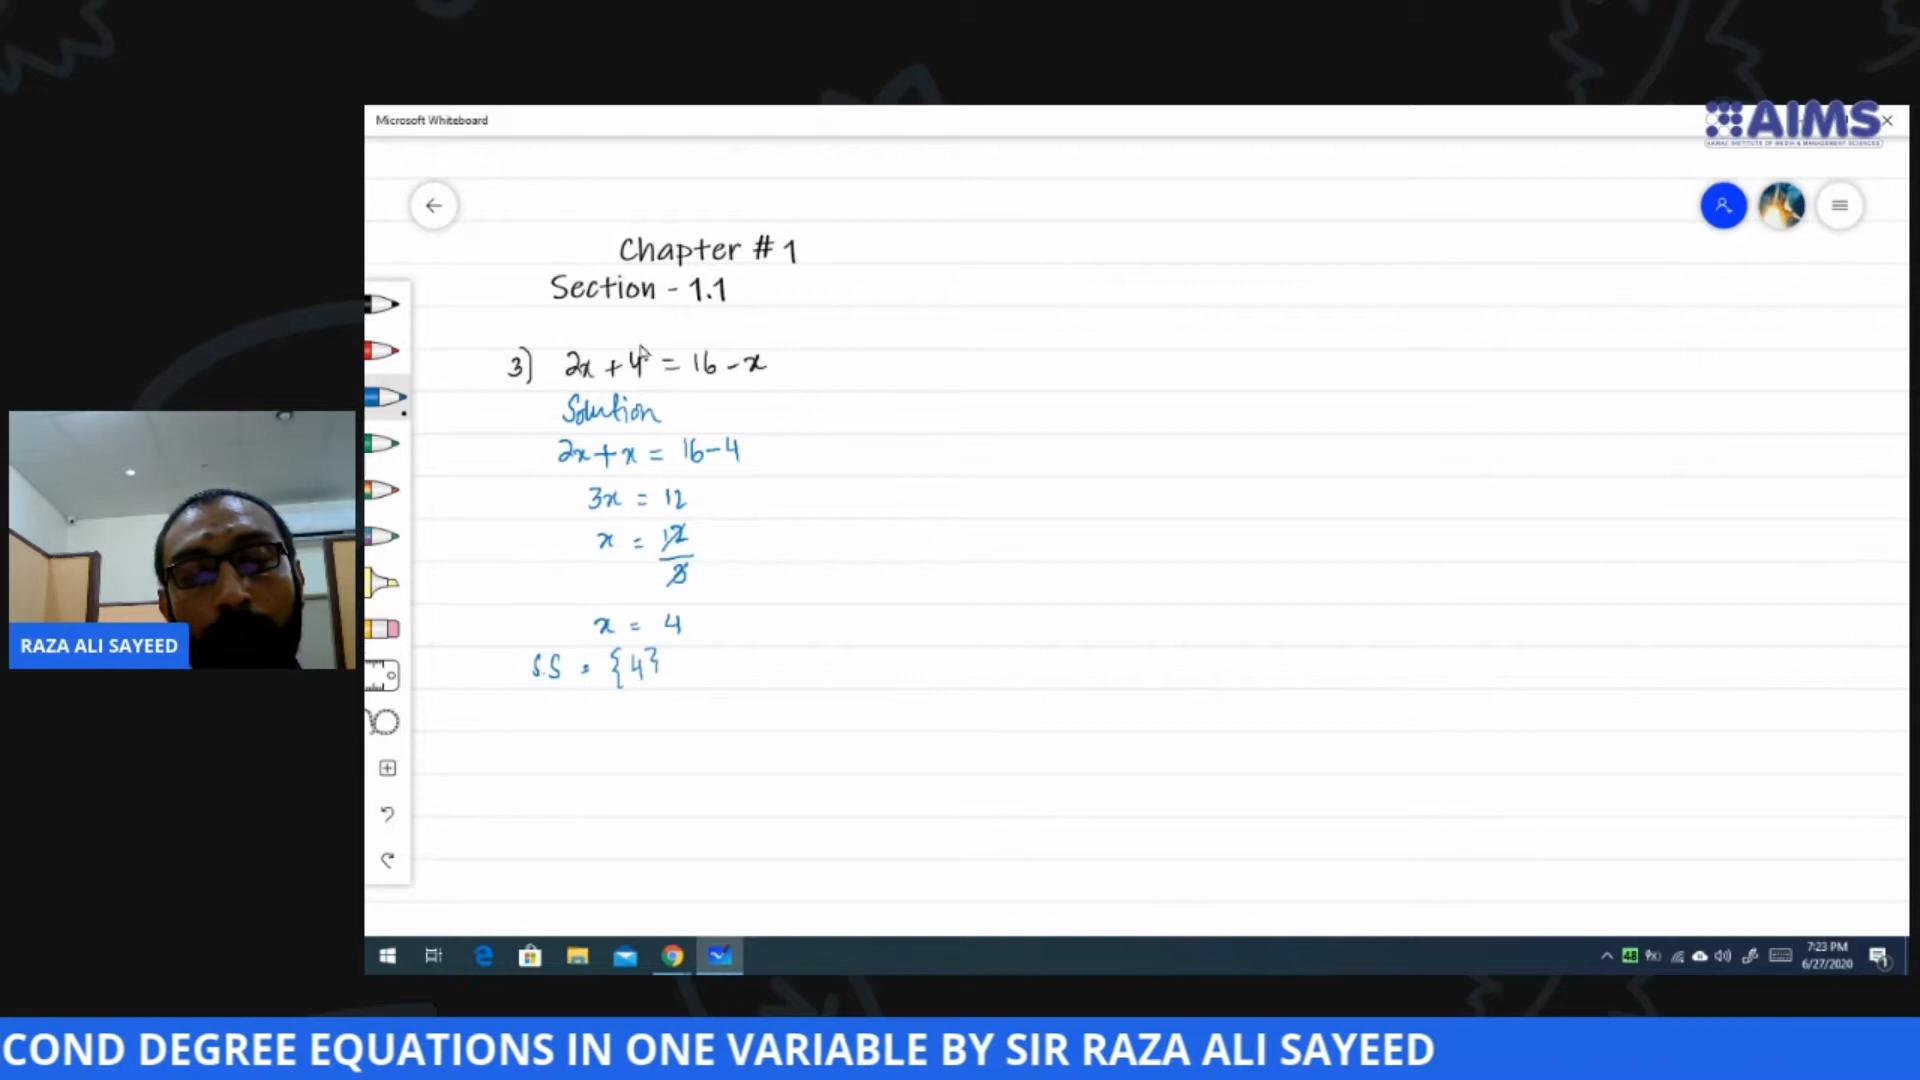 Microsoft Whiteboard
AIMS
Chapter # 1
Section - 1.1
3) 2x + 4 = 16 - x
Solution
2x + x = 16 - 4
3x = 12
x = 12
3
x = 4
S.S = {4}
RAZA ALI SAYEED
48
7:23 PM
6/27/2020
1
COND DEGREE EQUATIONS IN ONE VARIABLE BY SIR RAZA ALI SAYEED